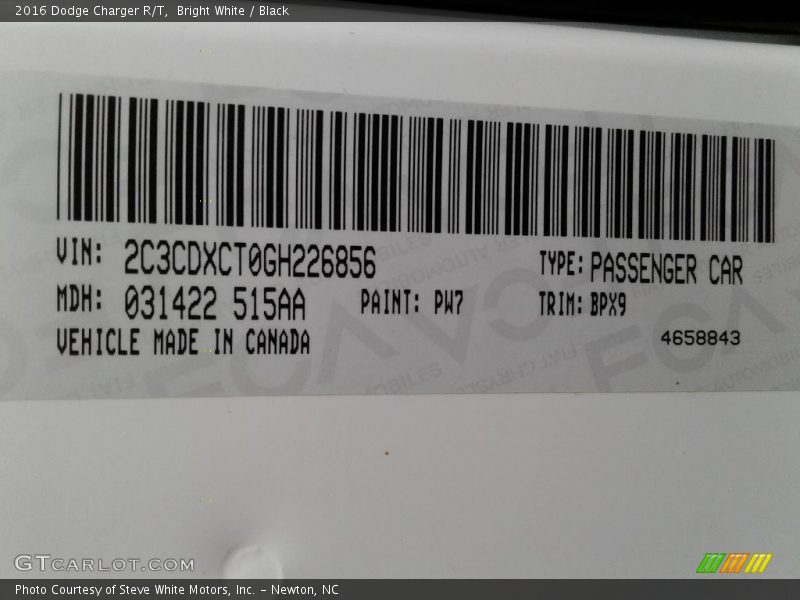 2016 Dodge Charger R/T,  Bright White / Black
VIN: 2C3CDXCT0GH226856 TYPE: PASSENGER CAR
MDH: 031422 515AA PAINT: PW7 TRIM: BPX9
VEHICLE MADE IN CANADA 4658843
GTCARLOT.COM
Photo Courtesy of Steve White Motors, Inc. – Newton, NC